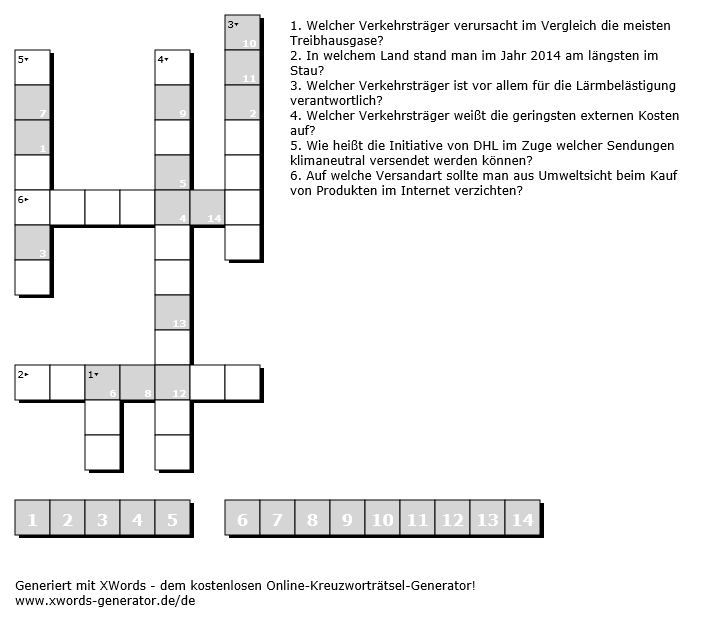 3▾
10
1. Welcher Verkehrsträger verursacht im Vergleich die meisten
Treibhausgase?
2. In welchem Land stand man im Jahr 2014 am längsten im
Stau?
3. Welcher Verkehrsträger ist vor allem für die Lärmbelästigung
verantwortlich?
4. Welcher Verkehrsträger weißt die geringsten externen Kosten
auf?
5. Wie heißt die Initiative von DHL im Zuge welcher Sendungen
klimaneutral versendet werden können?
6. Auf welche Versandart sollte man aus Umweltsicht beim Kauf
von Produkten im Internet verzichten?
5▾ 4▾ 11
7 9 2
1
5
6▸ 4 14
3
13
2▸ 1▾ 6 8 12
1 2 3 4 5 6 7 8 9 10 11 12 13 14
Generiert mit XWords - dem kostenlosen Online-Kreuzworträtsel-Generator!
www.xwords-generator.de/de